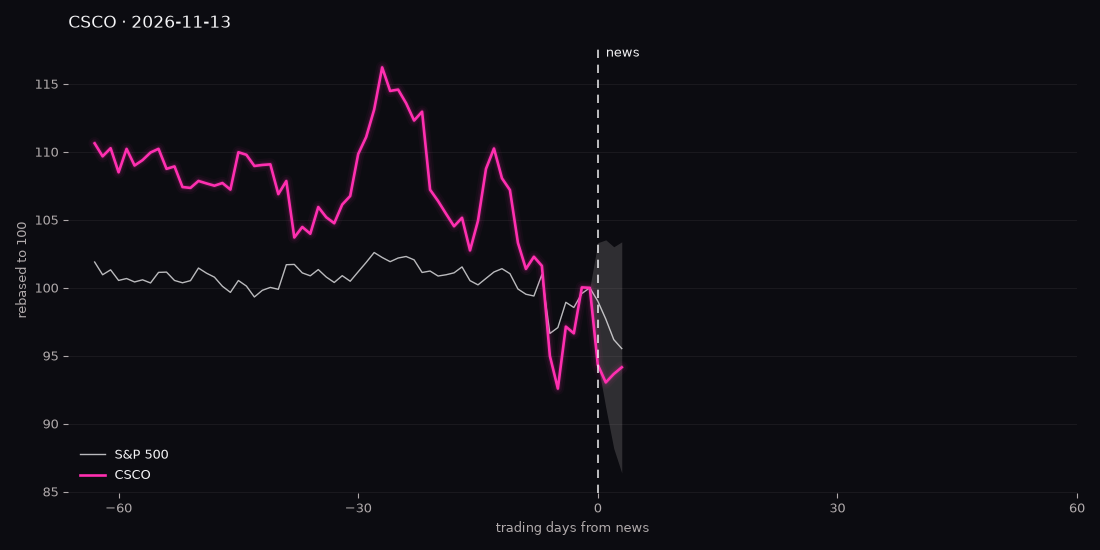 CSCO · 2026-11-13
news
115
110
105
100
95
90
85
rebased to 100
S&P 500
CSCO
−60
−30
0
30
60
trading days from news